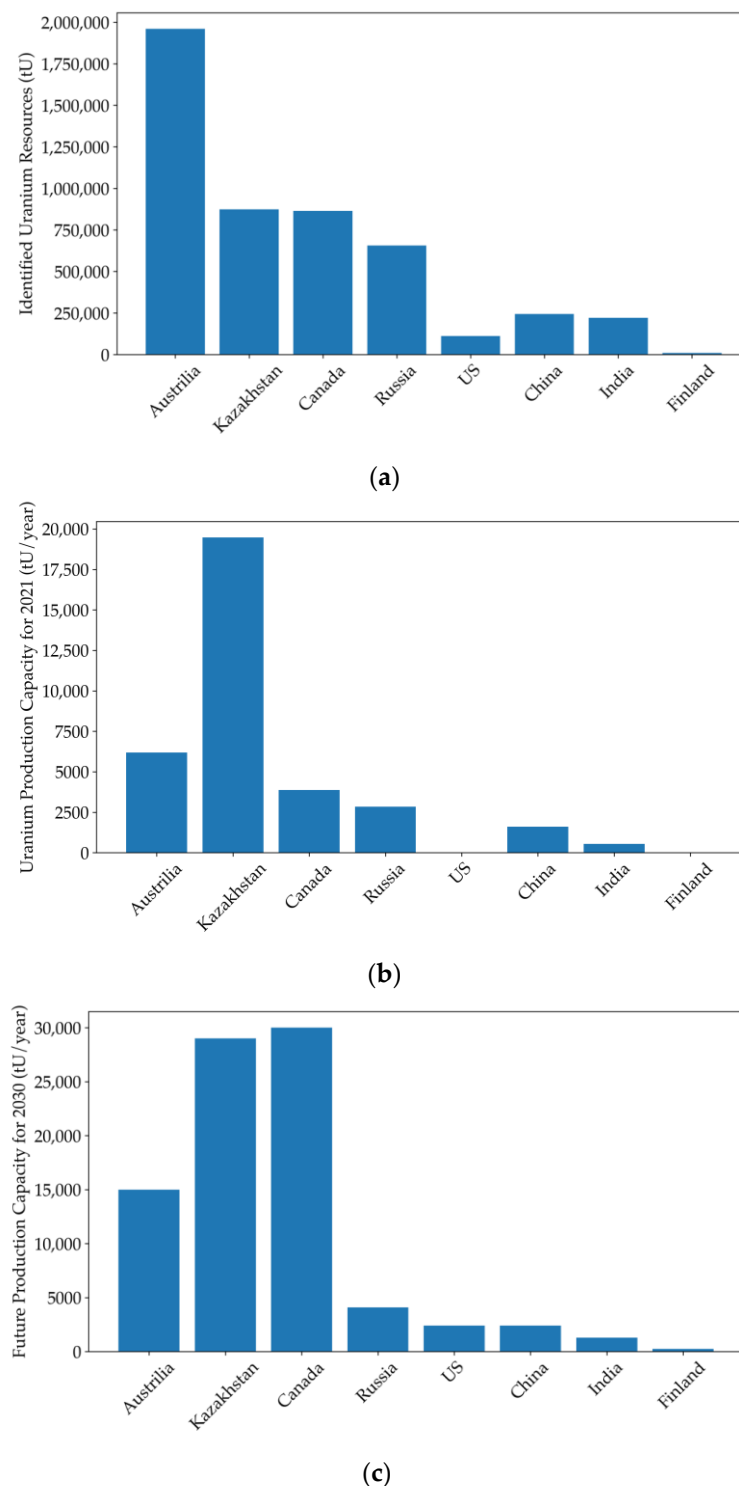 2,000,000
1,750,000
1,500,000
1,250,000
1,000,000
750,000
500,000
250,000
0
Identified Uranium Resources (tU)
Austrilia
Kazakhstan
Canada
Russia
US
China
India
Finland
(a)
20,000
17,500
15,000
12,500
10,000
7500
5000
2500
0
Uranium Production Capacity for 2021 (tU/year)
Austrilia
Kazakhstan
Canada
Russia
US
China
India
Finland
(b)
30,000
25,000
20,000
15,000
10,000
5000
0
Future Production Capacity for 2030 (tU/year)
Austrilia
Kazakhstan
Canada
Russia
US
China
India
Finland
(c)